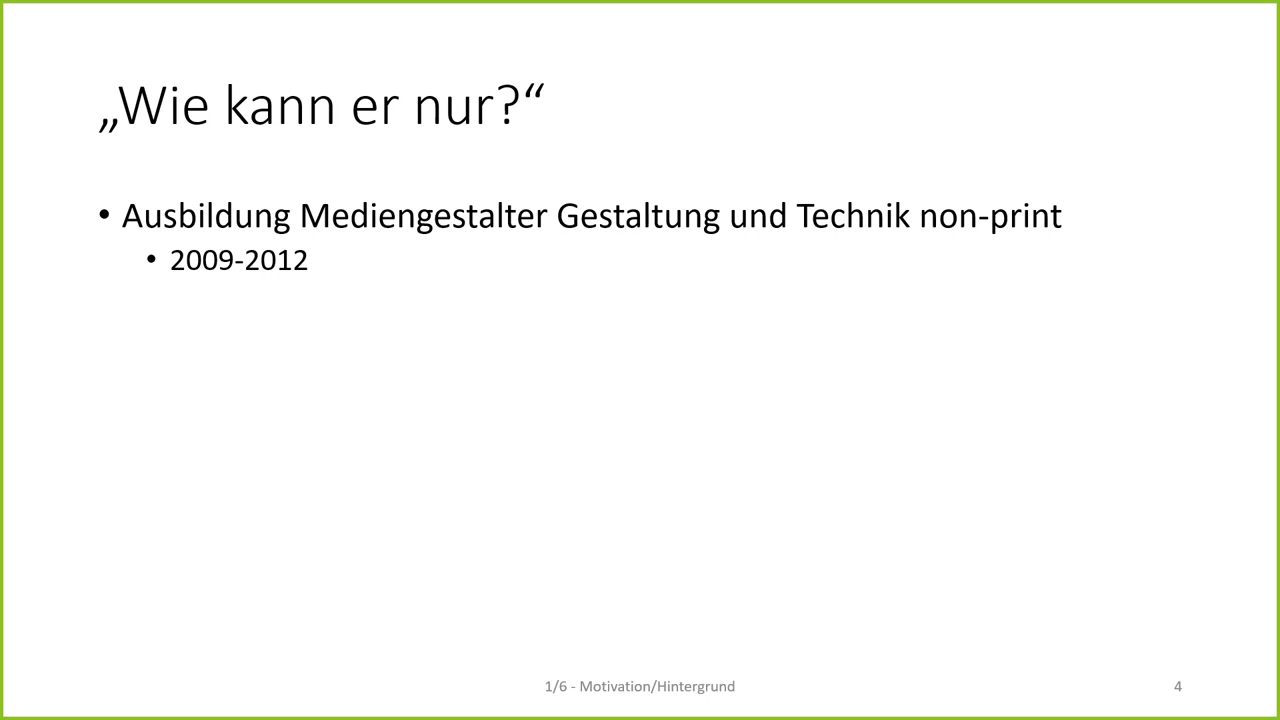 „Wie kann er nur?“
• Ausbildung Mediengestalter Gestaltung und Technik non-print
• 2009-2012
1/6 - Motivation/Hintergrund
4